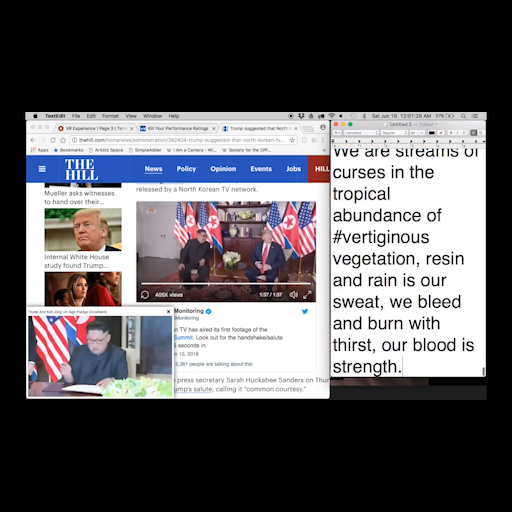 TextEdit File Edit Format View Window Help
Sat Jun 16 12:01:28 AM
VR Experience | Page 3 | Terra
Kill Your Performance Ratings
Trump suggested that North K
thehill.com/homenews/administration/392404-trump-suggested-that-north-korean-
Apps Bookmarks Artists Space SimpleAdder 'I Am a Camera - Wi... Society for the Diff...
Untitled 2
THE
HILL
News Policy Opinion Events Jobs HILL
Mueller asks witnesses
to hand over their...
Internal White House
study found Trump...
released by a North Korean TV network.
405K views
1:37 / 1:37
Trump And Kim Jong Un Sign Pledge Documents
Monitoring
Monitoring
n TV has aired its first footage of the
Summit. Look out for the handshake/salute
5 seconds in.
n 13, 2018
2,381 people are talking about this
press secretary Sarah Huckabee Sanders on Thur
ump's salute, calling it "common courtesy."
We are streams of
curses in the
tropical
abundance of
#vertiginous
vegetation, resin
and rain is our
sweat, we bleed
and burn with
thirst, our blood is
strength.